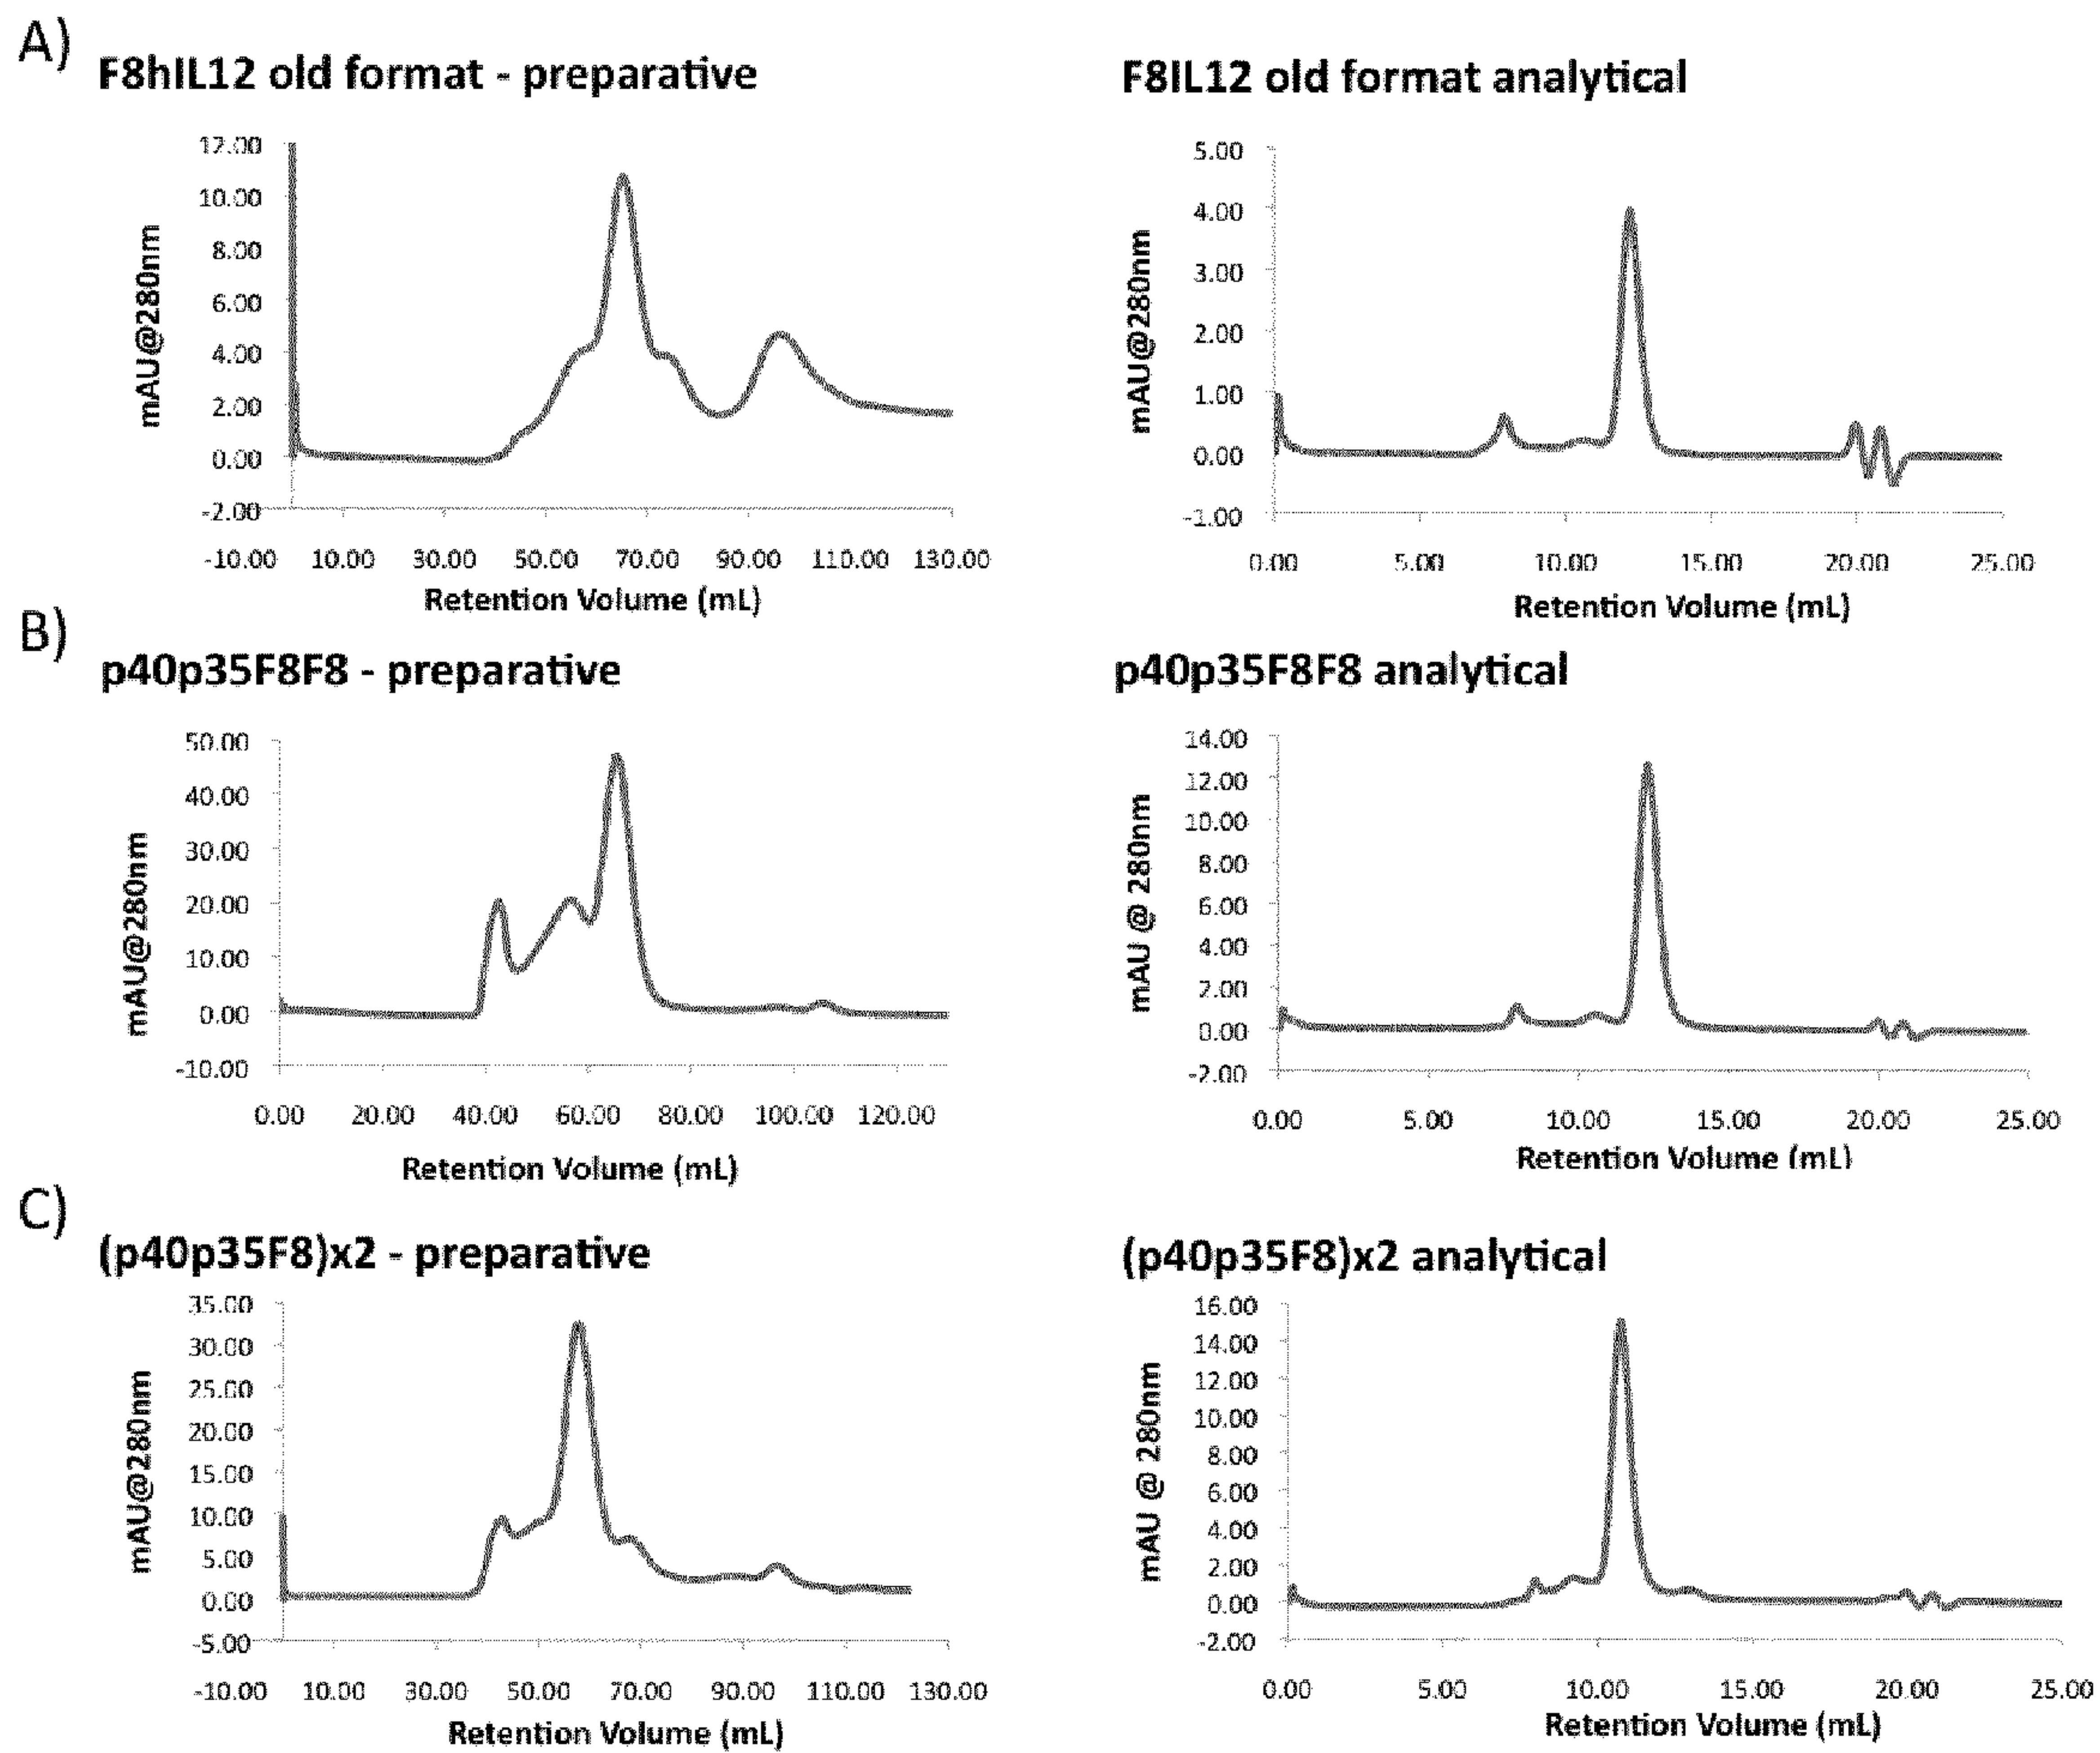 A)
F8hIL12 old format - preparative
12.00
10.00
8.00
6.00
4.00
2.00
0.00
-2.00
mAU@280nm
-10.00 10.00 30.00 50.00 70.00 90.00 110.00 130.00
Retention Volume (mL)
F8IL12 old format analytical
5.00
4.00
3.00
2.00
1.00
0.00
-1.00
mAU@280nm
0.00 5.00 10.00 15.00 20.00 25.00
Retention Volume (mL)
B)
p40p35F8F8 - preparative
50.00
40.00
30.00
20.00
10.00
0.00
-10.00
mAU@280nm
0.00 20.00 40.00 60.00 80.00 100.00 120.00
Retention Volume (mL)
p40p35F8F8 analytical
14.00
12.00
10.00
8.00
6.00
4.00
2.00
0.00
-2.00
mAU @ 280nm
0.00 5.00 10.00 15.00 20.00 25.00
Retention Volume (mL)
C)
(p40p35F8)x2 - preparative
35.00
30.00
25.00
20.00
15.00
10.00
5.00
0.00
-5.00
mAU@280nm
-10.00 10.00 30.00 50.00 70.00 90.00 110.00 130.00
Retention Volume (mL)
(p40p35F8)x2 analytical
16.00
14.00
12.00
10.00
8.00
6.00
4.00
2.00
0.00
-2.00
mAU @ 280nm
0.00 5.00 10.00 15.00 20.00 25.00
Retention Volume (mL)